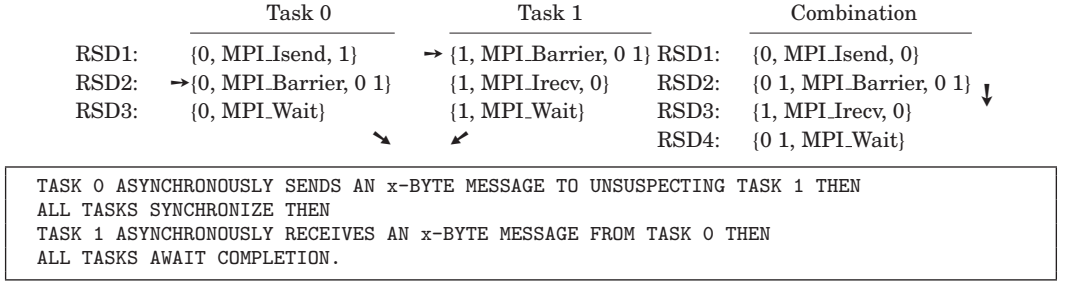 Task 0 Task 1 Combination
RSD1: {0, MPI_Isend, 1} → {1, MPI_Barrier, 0 1} RSD1: {0, MPI_Isend, 0}
RSD2: →{0, MPI_Barrier, 0 1} {1, MPI_Irecv, 0} RSD2: {0 1, MPI_Barrier, 0 1}
RSD3: {0, MPI_Wait} {1, MPI_Wait} RSD3: {1, MPI_Irecv, 0}
RSD4: {0 1, MPI_Wait}
TASK 0 ASYNCHRONOUSLY SENDS AN x-BYTE MESSAGE TO UNSUSPECTING TASK 1 THEN
ALL TASKS SYNCHRONIZE THEN
TASK 1 ASYNCHRONOUSLY RECEIVES AN x-BYTE MESSAGE FROM TASK 0 THEN
ALL TASKS AWAIT COMPLETION.